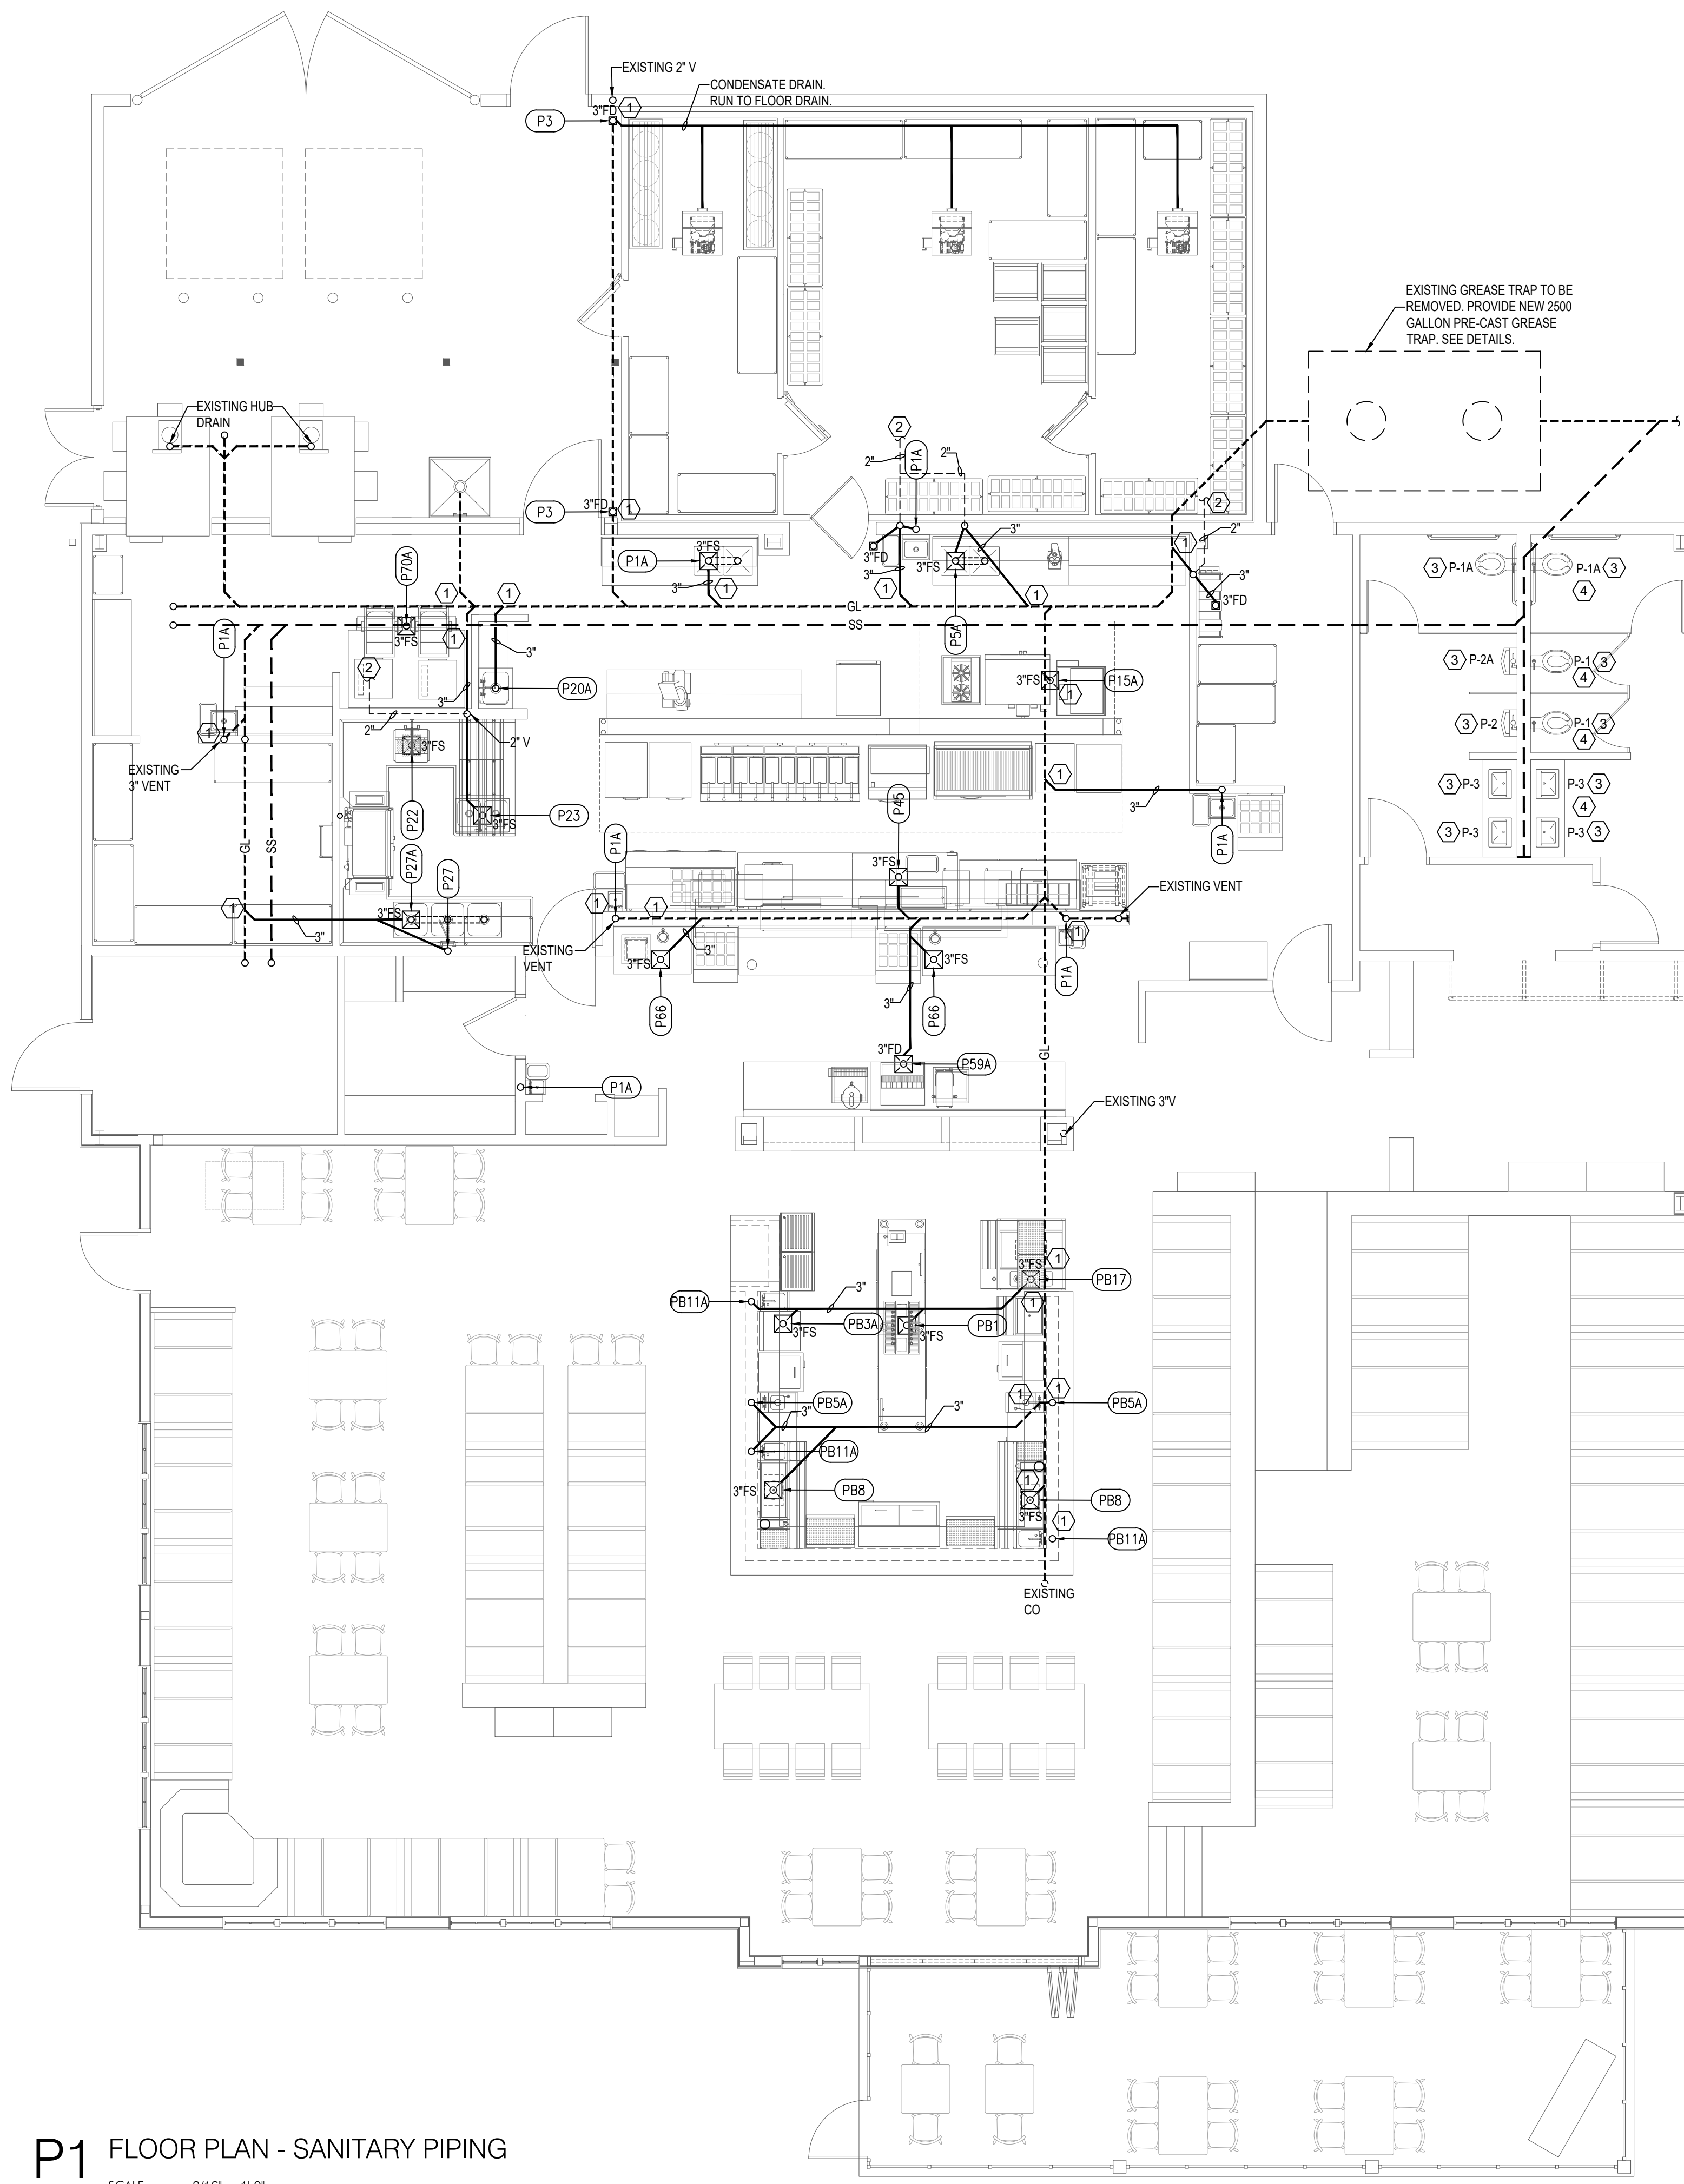 EXISTING 2" V
CONDENSATE DRAIN.
RUN TO FLOOR DRAIN.
3"FD
1
P3
EXISTING GREASE TRAP TO BE
REMOVED. PROVIDE NEW 2500
GALLON PRE-CAST GREASE
TRAP. SEE DETAILS.
EXISTING HUB
DRAIN
2
2"
P1A
2"
2
P3
3"FD
1
2"
P70A
P1A
3"FS
3"
1
3"FD
3"
1
3"FS
3"
P5A
1
1
3"
3"FD
1
1
GL
SS
P1A
3"FS
1
2
3"
3"
P20A
2"
2" V
1
EXISTING
3" VENT
3"FS
P22
3"FS
P23
3"FS
1
P15A
3 P-1A
P-1A 3
4
3 P-2A
P-1 3
4
3 P-2
P-1 3
4
3 P-3
P-3 3
4
3 P-3
P-3 3
1
3"
P1A
GL
SS
P27A
P27
1
3"
3"FS
P1A
1
1
EXISTING
VENT
P45
3"FS
EXISTING VENT
1
P1A
3"FS
3"
P66
3"FS
P66
3"
GL
3"FD
P59A
P1A
EXISTING 3"V
3"FS
1
PB17
PB11A
3"
1
3"FS
PB3A
3"FS
PB1
PB5A
3"
3"
1
1
PB5A
PB11A
3"FS
PB8
1
3"FS
PB8
1
PB11A
EXISTING
CO
P1 FLOOR PLAN - SANITARY PIPING